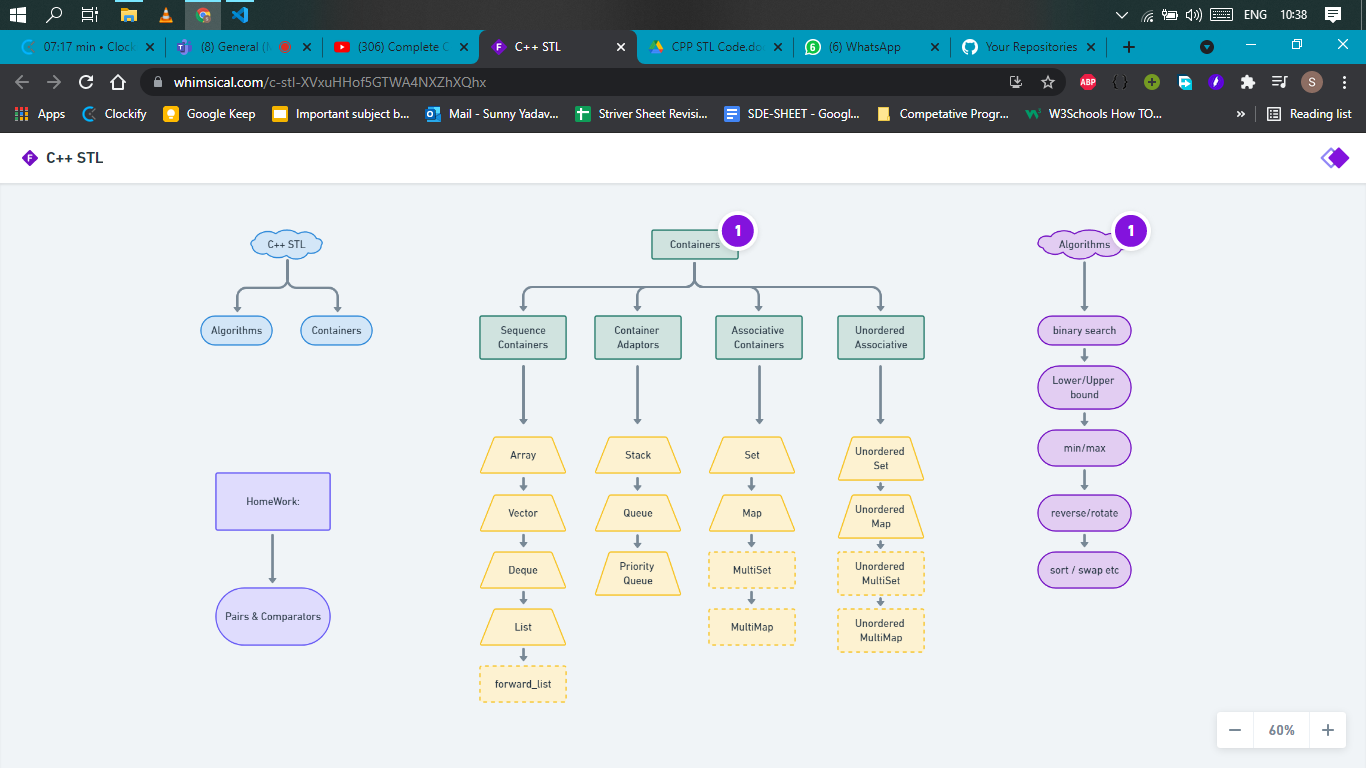 ENG 10:38
07:17 min • Clock
(8) General (
(306) Complete C
C++ STL
CPP STL Code.do
(6) WhatsApp
Your Repositories
whimsical.com/c-stl-XVxuHHof5GTWA4NXZhXQhx
ABP
S
Apps
Clockify
Google Keep
Important subject b...
Mail - Sunny Yadav...
Striver Sheet Revisi...
SDE-SHEET - Googl...
Competative Progr...
W3Schools How TO...
»
Reading list
F
C++ STL
C++ STL
Algorithms
Containers
HomeWork:
Pairs & Comparators
Containers
1
Sequence
Containers
Container
Adaptors
Associative
Containers
Unordered
Associative
Array
Vector
Deque
List
forward_list
Stack
Queue
Priority
Queue
Set
Map
MultiSet
MultiMap
Unordered
Set
Unordered
Map
Unordered
MultiSet
Unordered
MultiMap
Algorithms
1
binary search
Lower/Upper
bound
min/max
reverse/rotate
sort / swap etc
60%